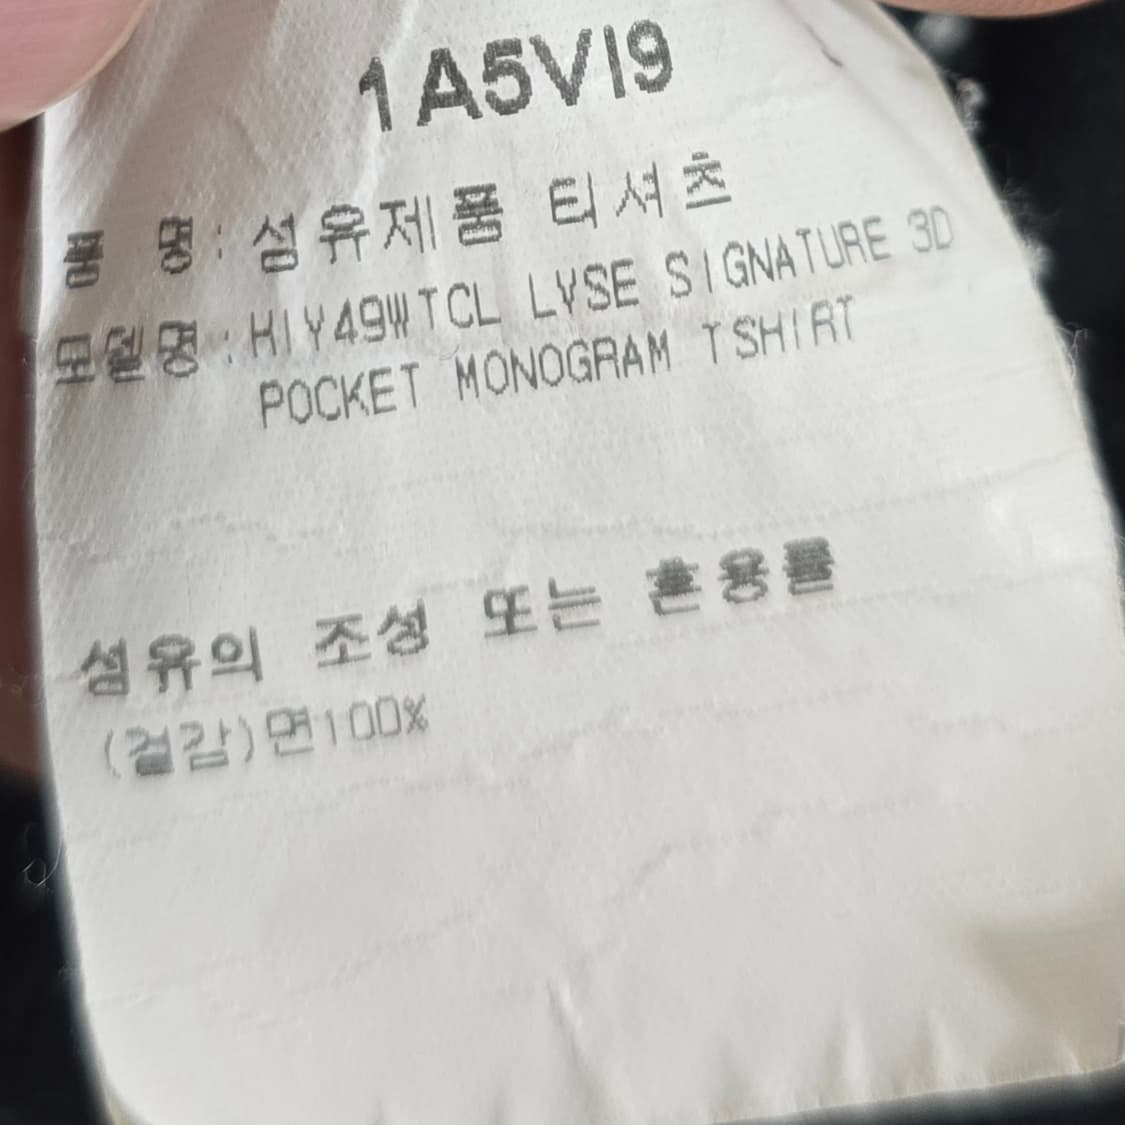 1A5VI9
품 명 : 섬유제품 티셔츠
모델명 : HIY49WTCL LVSE SIGNATURE 3D
POCKET MONOGRAM TSHIRT
섬유의 조성 또는 혼용률
(겉감)면100%